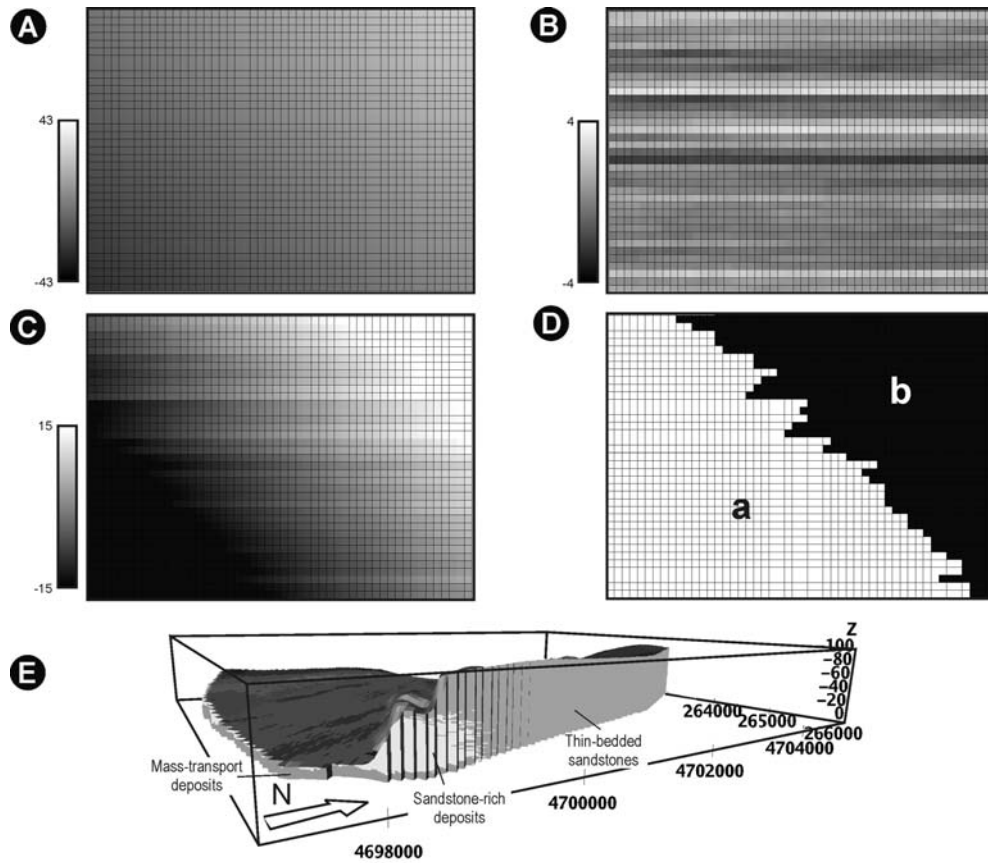 A
43
-43
B
4
-4
C
15
-15
D
a
b
E
Z
100
-80
-60
-40
-20
0
264000
265000
266000
4704000
4702000
4700000
4698000
Mass-transport
deposits
N
Sandstone-rich
deposits
Thin-bedded
sandstones